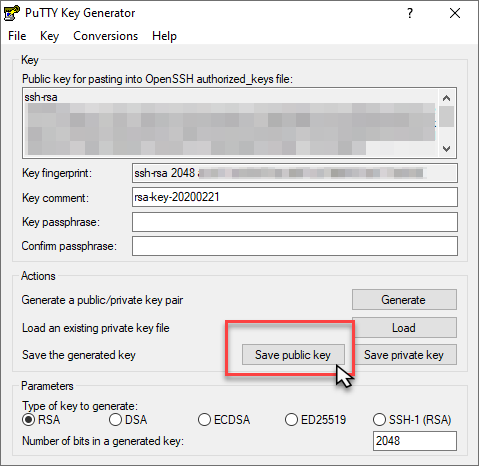 PuTTY Key Generator
File Key Conversions Help
Key
Public key for pasting into OpenSSH authorized_keys file:
ssh-rsa
Key fingerprint: ssh-rsa 2048
Key comment: rsa-key-20200221
Key passphrase:
Confirm passphrase:
Actions
Generate a public/private key pair Generate
Load an existing private key file Load
Save the generated key Save public key Save private key
Parameters
Type of key to generate:
RSA DSA ECDSA ED25519 SSH-1 (RSA)
Number of bits in a generated key: 2048